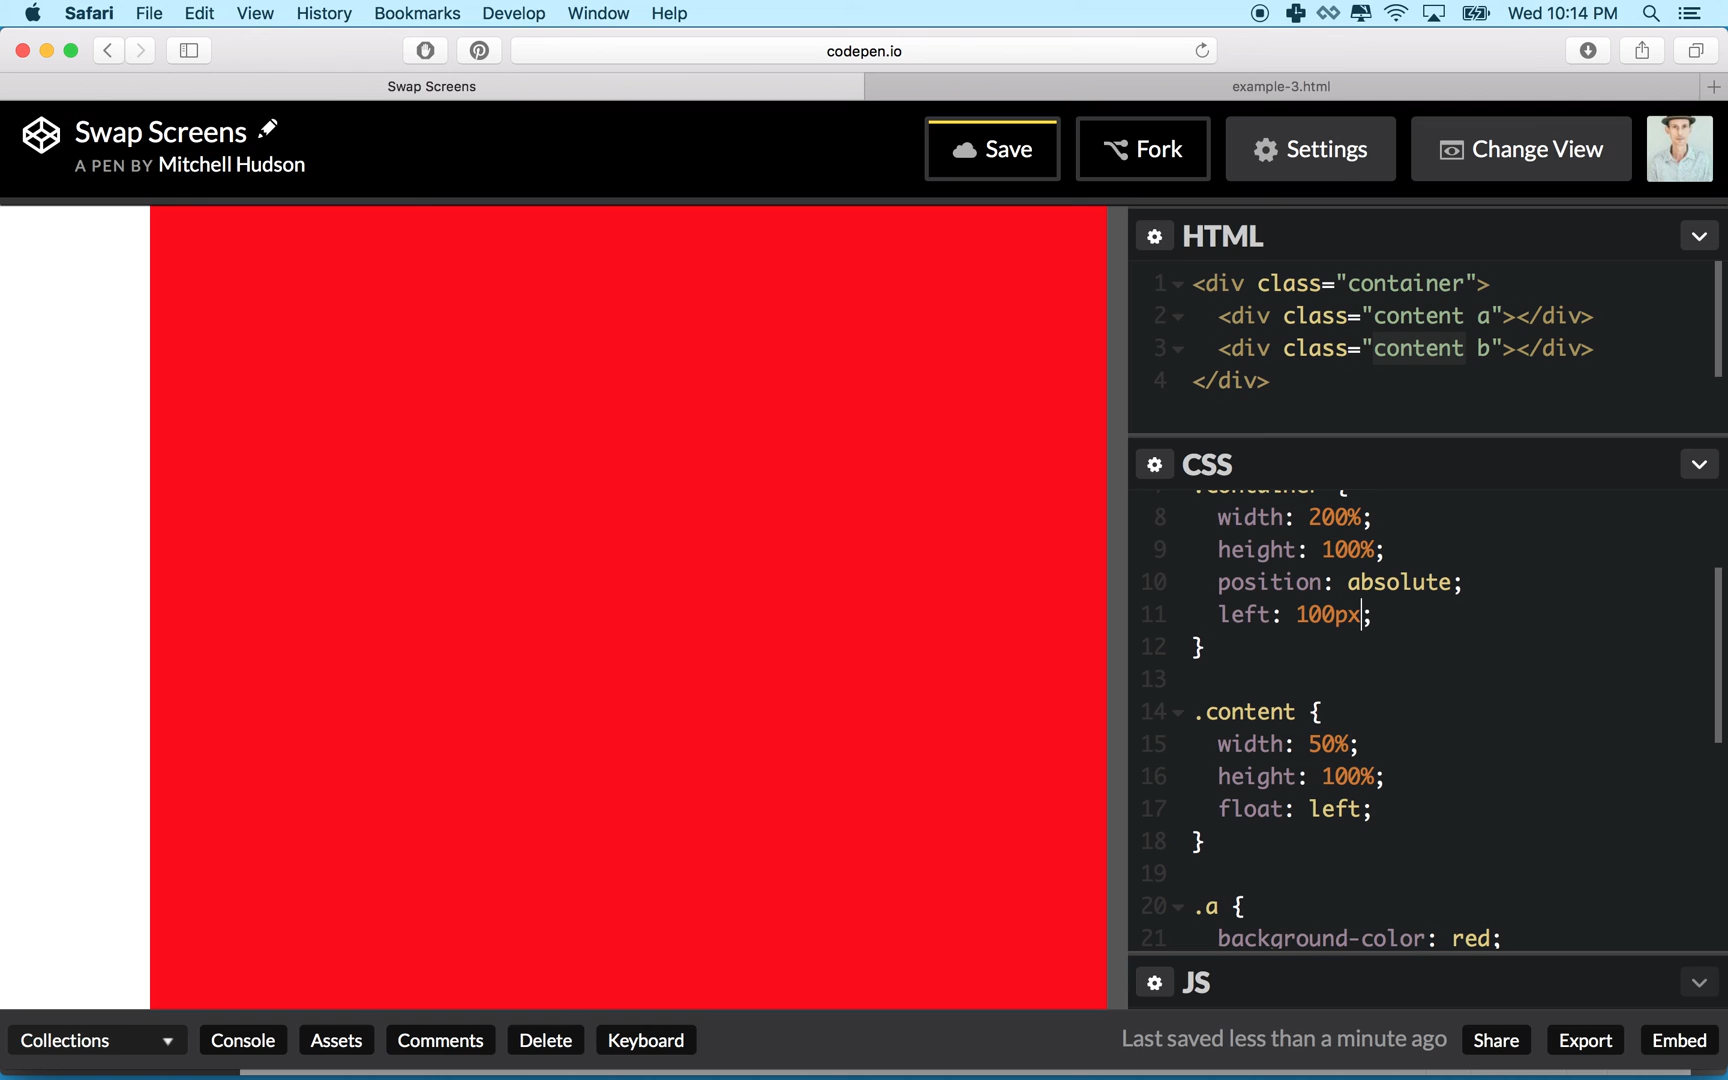 Safari File Edit View History Bookmarks Develop Window Help Wed 10:14 PM
codepen.io
Swap Screens example-3.html
Swap Screens
A PEN BY Mitchell Hudson
Save Fork Settings Change View
HTML
1 <div class="container">
2 <div class="content a"></div>
3 <div class="content b"></div>
4 </div>
CSS
.container {
8 width: 200%;
9 height: 100%;
10 position: absolute;
11 left: 100px;
12 }
13
14 .content {
15 width: 50%;
16 height: 100%;
17 float: left;
18 }
19
20 .a {
21 background-color: red;
JS
Collections Console Assets Comments Delete Keyboard Last saved less than a minute ago Share Export Embed